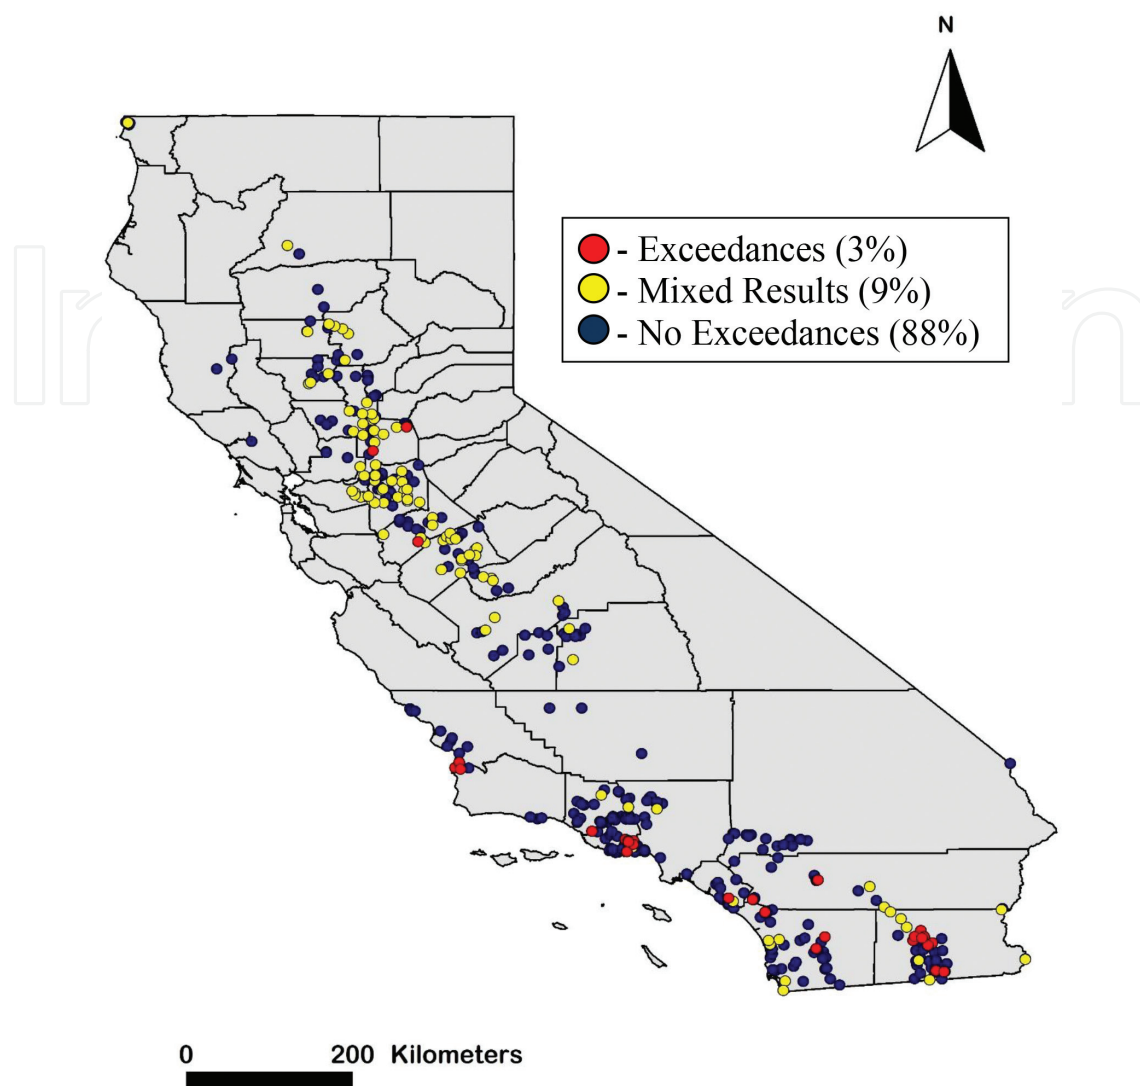 N
- Exceedances (3%)
- Mixed Results (9%)
- No Exceedances (88%)
0 200 Kilometers